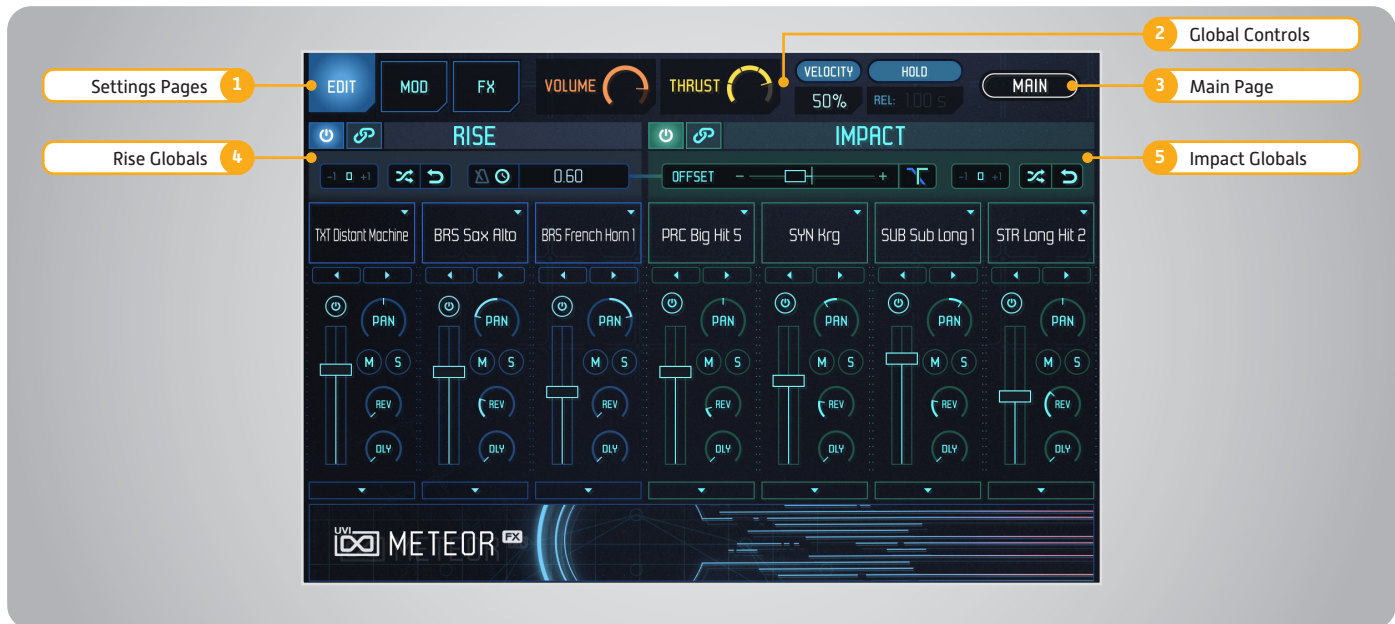 2 Global Controls
Settings Pages 1
EDIT MOD FX VOLUME THRUST VELOCITY HOLD MAIN
50% REL: 1.00 s
3 Main Page
RISE IMPACT
Rise Globals 4
5 Impact Globals
-1 0 +1 0.60 OFFSET - + -1 0 +1
TXT Distant Machine BRS Sax Alto BRS French Horn 1 PRC Big Hit 5 SYN Krg SUB Sub Long 1 STR Long Hit 2
PAN PAN PAN PAN PAN PAN PAN
M S M S M S M S M S M S M S
REV REV REV REV REV REV REV
DLY DLY DLY DLY DLY DLY DLY
UVI METEOR FX